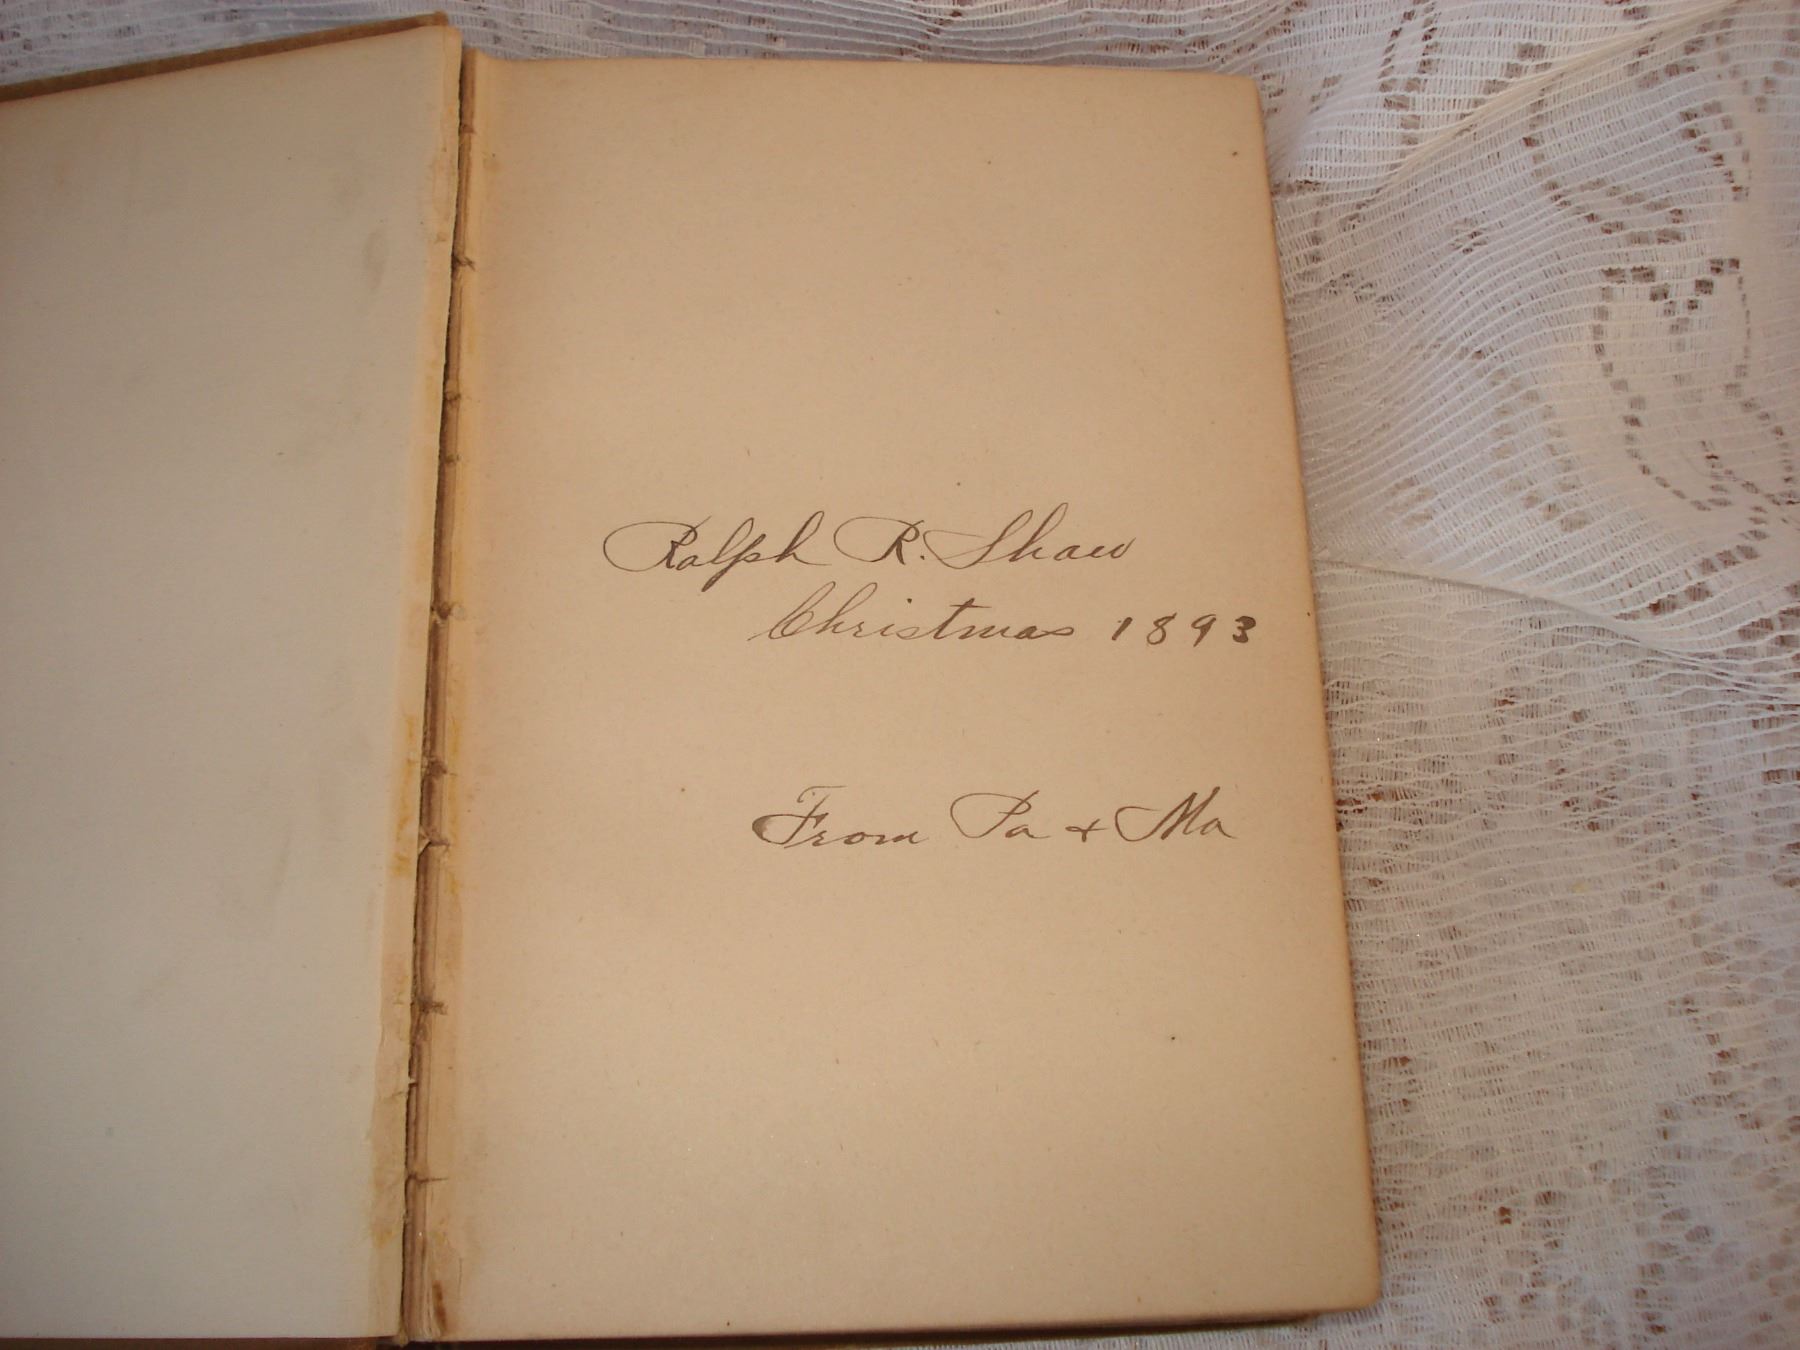 Ralph R. Shaw
Christmas 1893
From Pa + Ma